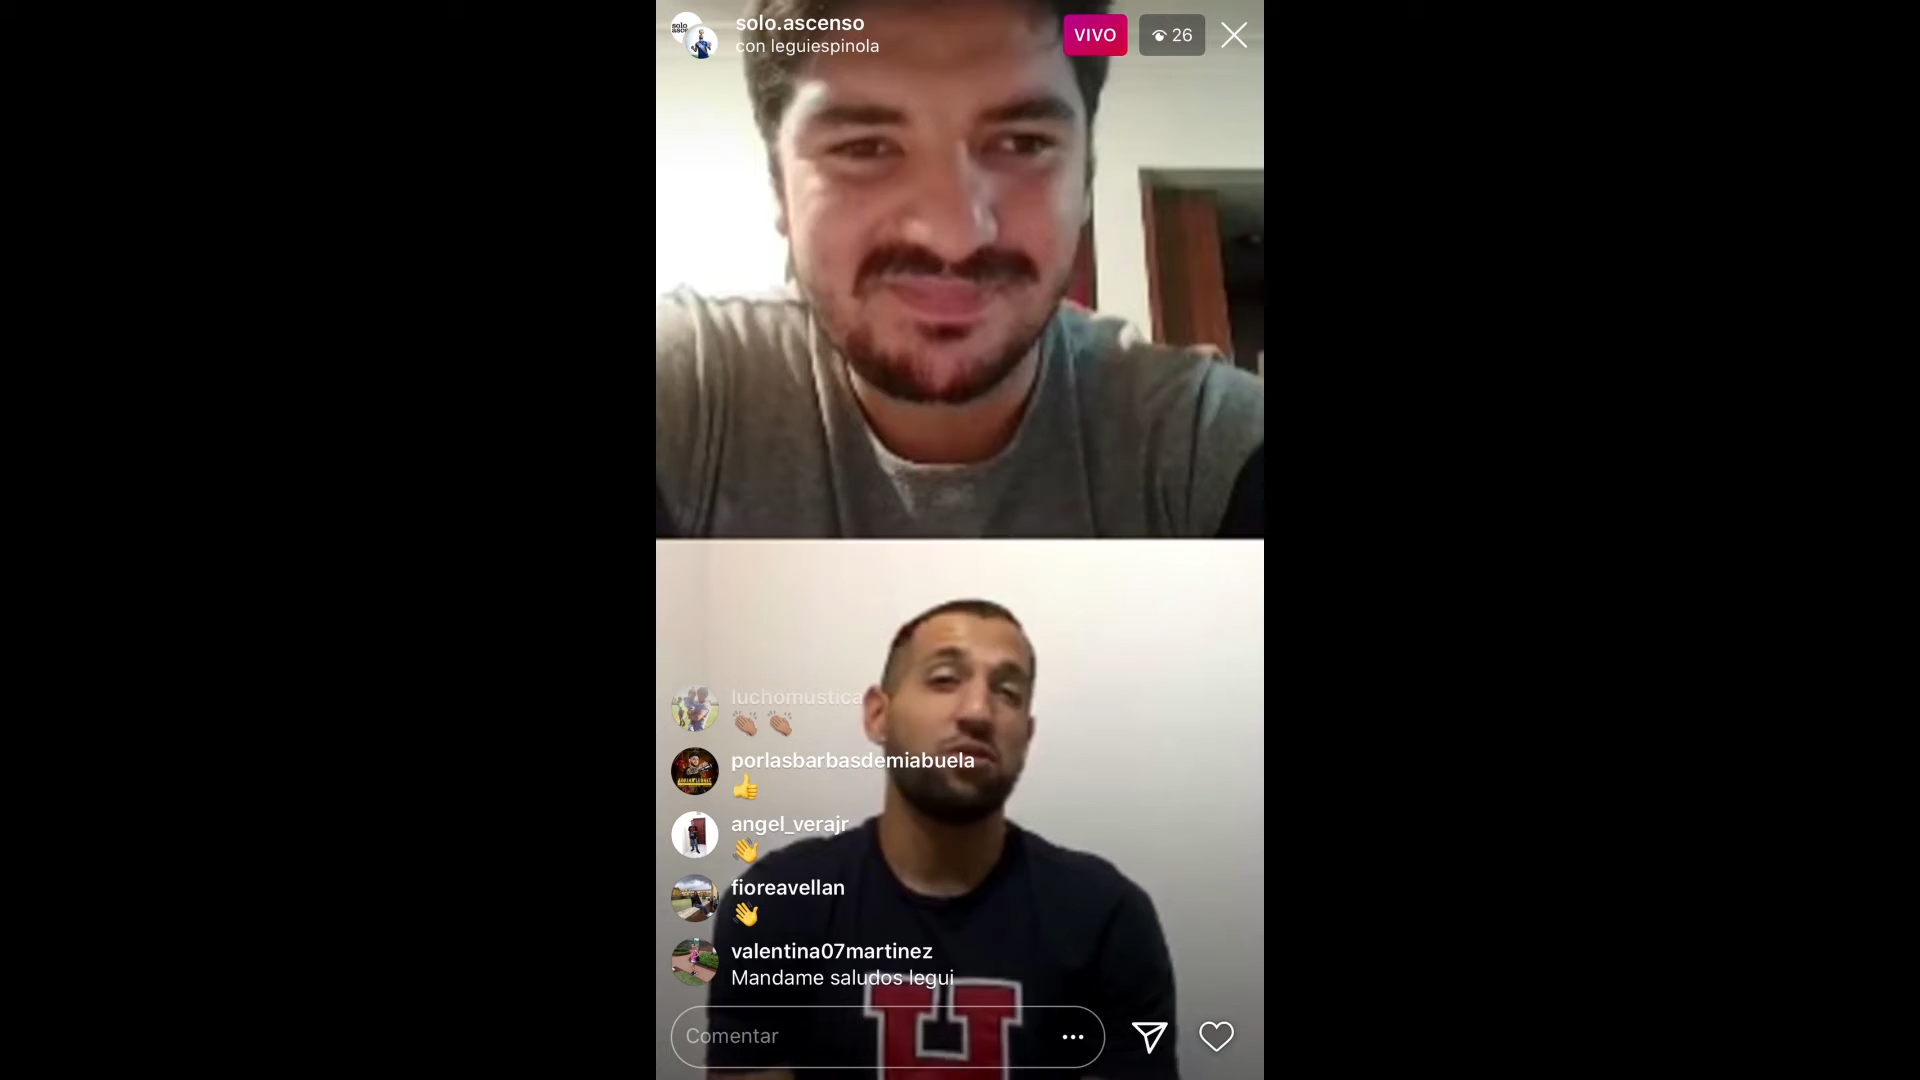 solo.ascenso
con leguiespinola
VIVO
26
luchomustica
👏🏽 👏🏽
porlasbarbasdemiabuela
👍
angel_verajr
👋
fioreavellan
👋
valentina07martinez
Mandame saludos legui
Comentar